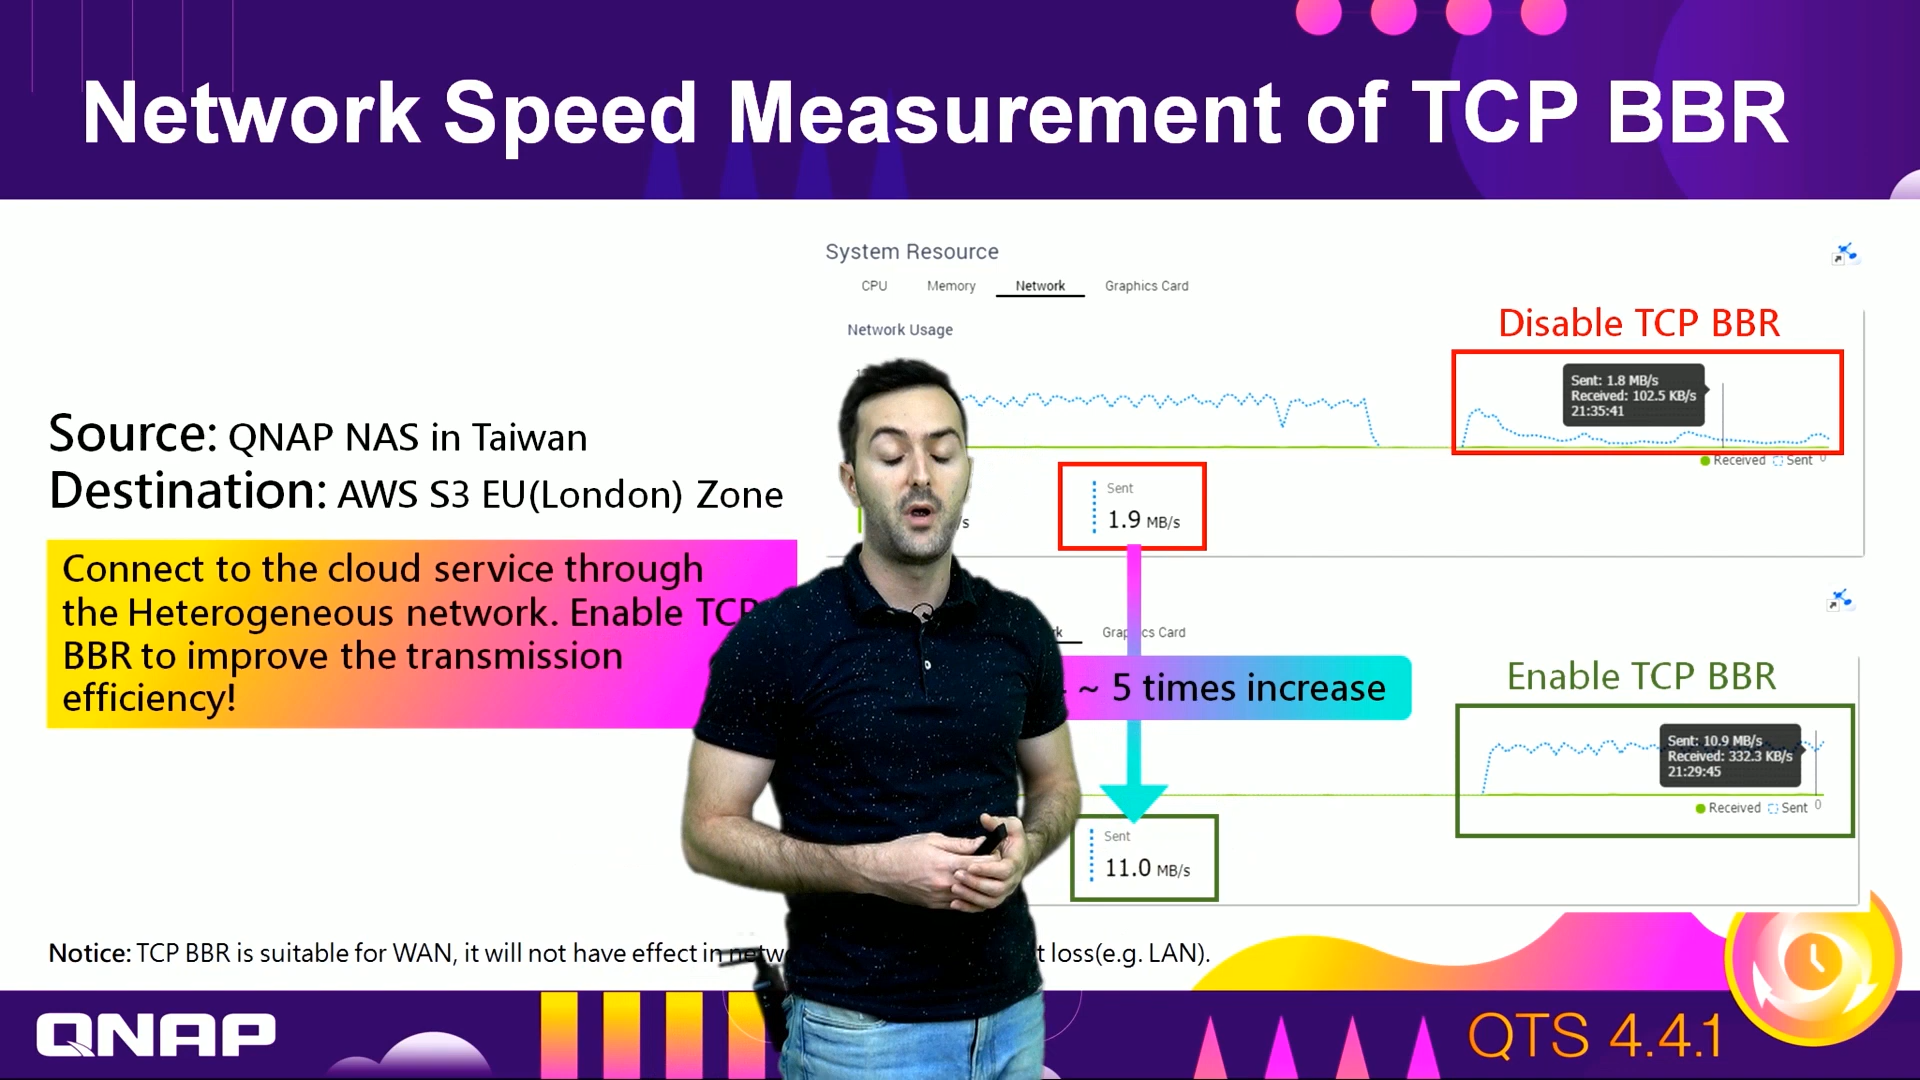 Network Speed Measurement of TCP BBR
System Resource
CPU Memory Network Graphics Card
Network Usage
Disable TCP BBR
Sent: 1.8 MB/s
Received: 102.5 KB/s
21:35:41
Received Sent 0
Source: QNAP NAS in Taiwan
Destination: AWS S3 EU(London) Zone
Sent
1.9 MB/s
Connect to the cloud service through
the Heterogeneous network. Enable TCP
BBR to improve the transmission
efficiency!
Graphics Card
~ 5 times increase
Enable TCP BBR
Sent: 10.9 MB/s
Received: 332.3 KB/s
21:29:45
Received Sent 0
Sent
11.0 MB/s
Notice: TCP BBR is suitable for WAN, it will not have effect in loss(e.g. LAN).
QNAP
QTS 4.4.1